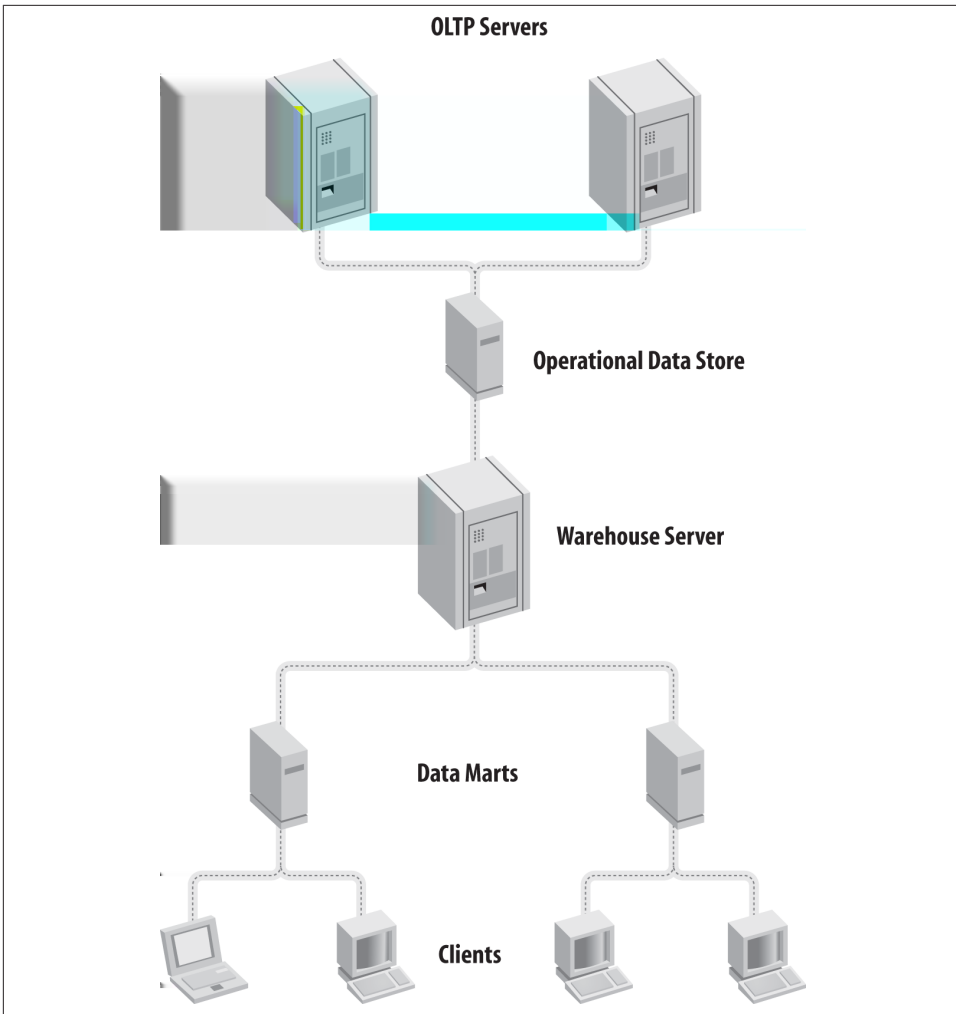 OLTP Servers
Operational Data Store
Warehouse Server
Data Marts
Clients